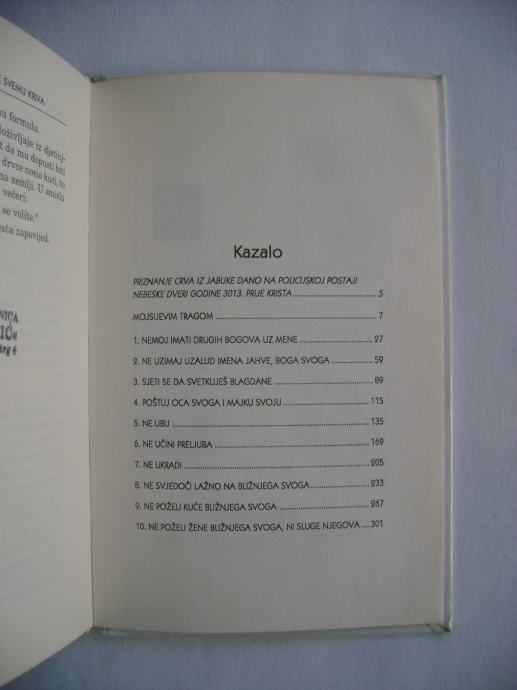 E SVEMU KRIVA
u formulu.
oživljaje iz djetinj-
t da mu dopusti biti
drvce nosio kući, to
na zemlji. U smislu
večeri:
se volite."
esta zapovijed.
NICA
IĆ«
arg 6
Kazalo
PRIZNANJE CRVA IZ JABUKE DANO NA POLICIJSKOJ POSTAJI
NEBESKE DVERI GODINE 3013. PRIJE KRISTA 5
MOJSIJEVIM TRAGOM 7
1. NEMOJ IMATI DRUGIH BOGOVA UZ MENE 27
2. NE UZIMAJ UZALUD IMENA JAHVE, BOGA SVOGA 59
3. SJETI SE DA SVETKUJEŠ BLAGDANE 89
4. POŠTUJ OCA SVOGA I MAJKU SVOJU 115
5. NE UBIJ 135
6. NE UČINI PRELJUBA 169
7. NE UKRADI 205
8. NE SVJEDOČI LAŽNO NA BLIŽNJEGA SVOGA 233
9. NE POŽELI KUĆE BLIŽNJEGA SVOGA 267
10. NE POŽELI ŽENE BLIŽNJEGA SVOGA, NI SLUGE NJEGOVA 301